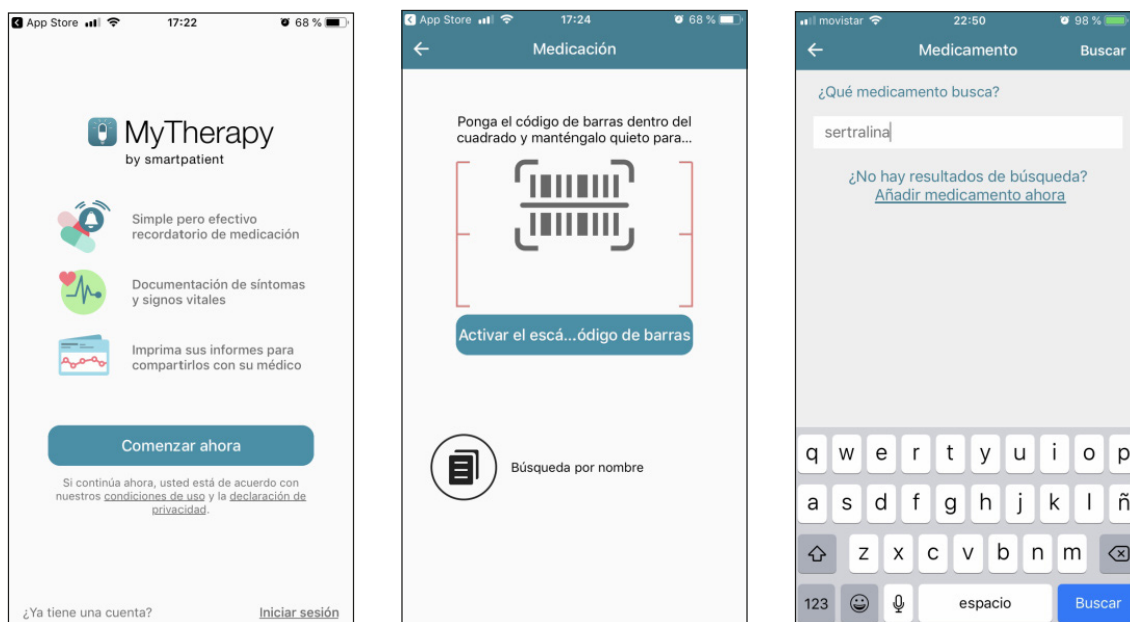 App Store 17:22 68 %
MyTherapy
by smartpatient
Simple pero efectivo
recordatorio de medicación
Documentación de síntomas
y signos vitales
Imprima sus informes para
compartirlos con su médico
Comenzar ahora
Si continúa ahora, usted está de acuerdo con
nuestros condiciones de uso y la declaración de
privacidad.
¿Ya tiene una cuenta? Iniciar sesión
App Store 17:24 68 %
Medicación
Ponga el código de barras dentro del
cuadrado y manténgalo quieto para...
Activar el escá...ódigo de barras
Búsqueda por nombre
movistar 22:50 98 %
Medicamento Buscar
¿Qué medicamento busca?
sertralina
¿No hay resultados de búsqueda?
Añadir medicamento ahora
q w e r t y u i o p
a s d f g h j k l ñ
z x c v b n m
123 espacio Buscar